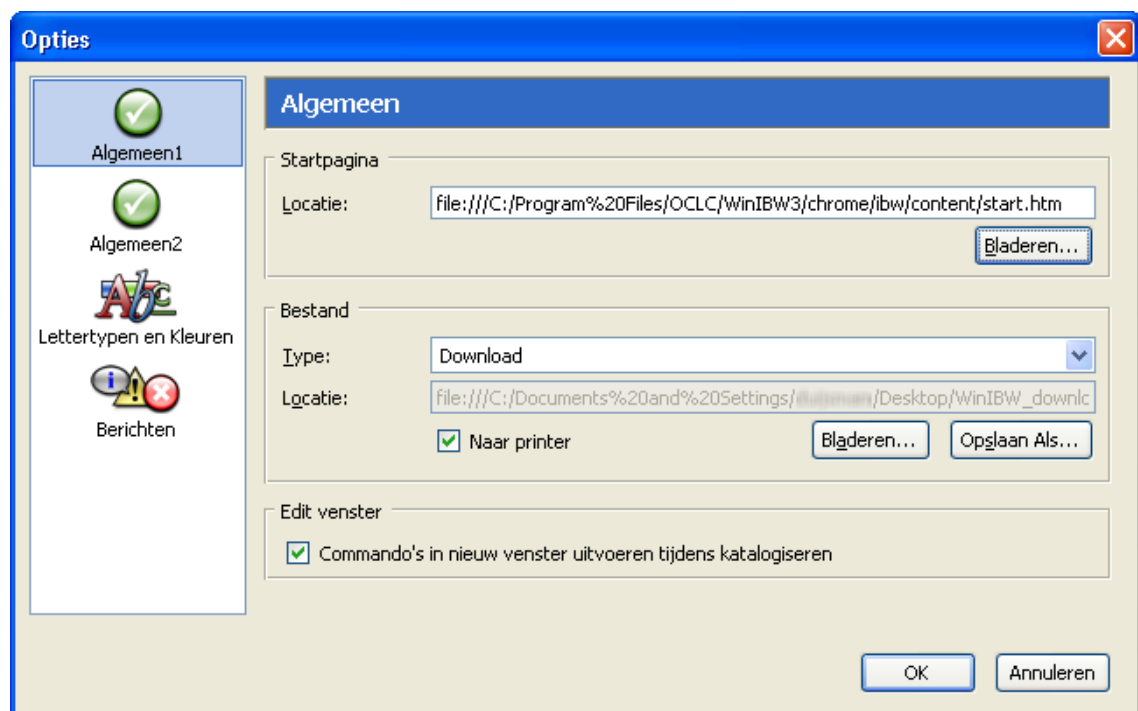 Opties
Algemeen1
Algemeen2
Abc
Lettertypen en Kleuren
Berichten
Algemeen
Startpagina
Locatie: file:///C:/Program%20Files/OCLC/WinIBW3/chrome/ibw/content/start.htm
Bladeren...
Bestand
Type: Download
Locatie: file:///C:/Documents%20and%20Settings/ /Desktop/WinIBW_downlc
Naar printer Bladeren... Opslaan Als...
Edit venster
Commando's in nieuw venster uitvoeren tijdens katalogiseren
OK Annuleren